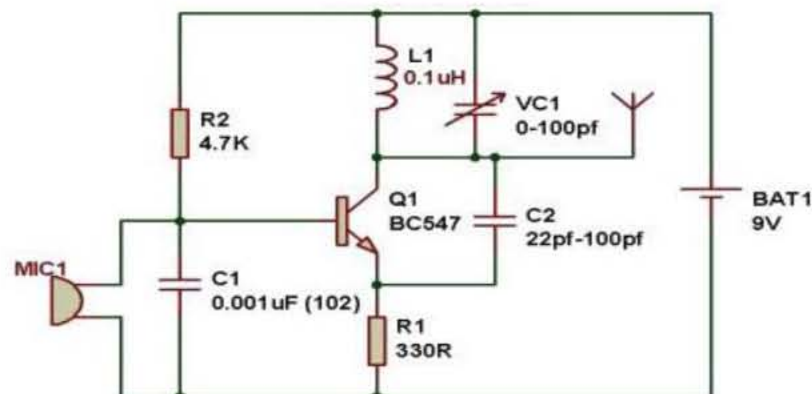 L1
0.1uH
VC1
0-100pf
R2
4.7K
Q1
BC547
C2
22pf-100pf
BAT1
9V
MIC1
C1
0.001uF (102)
R1
330R